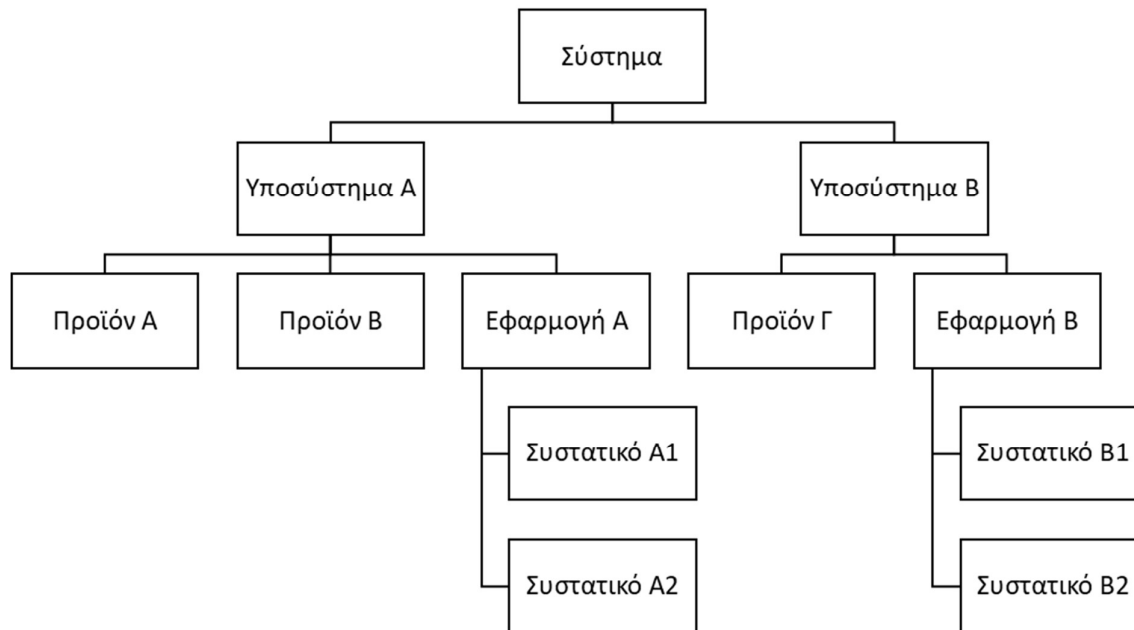 Σύστημα
Υποσύστημα Α
Υποσύστημα Β
Προϊόν Α
Προϊόν Β
Εφαρμογή Α
Προϊόν Γ
Εφαρμογή Β
Συστατικό Α1
Συστατικό Β1
Συστατικό Α2
Συστατικό Β2